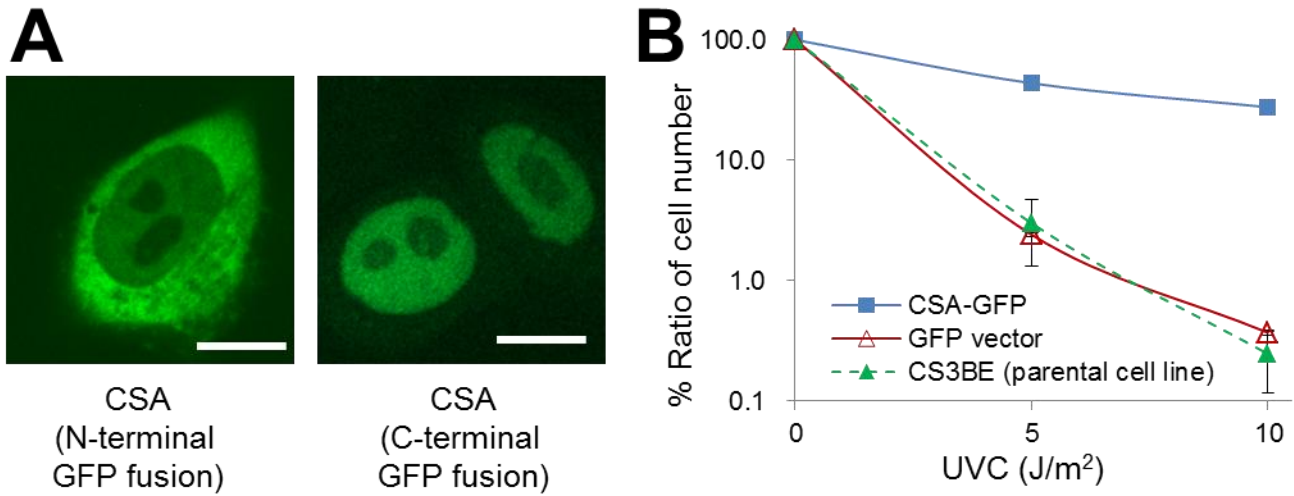 A
CSA
(N-terminal
GFP fusion)
CSA
(C-terminal
GFP fusion)
B
% Ratio of cell number
100.0
10.0
1.0
0.1
CSA-GFP
GFP vector
CS3BE (parental cell line)
0
5
10
UVC (J/m²)